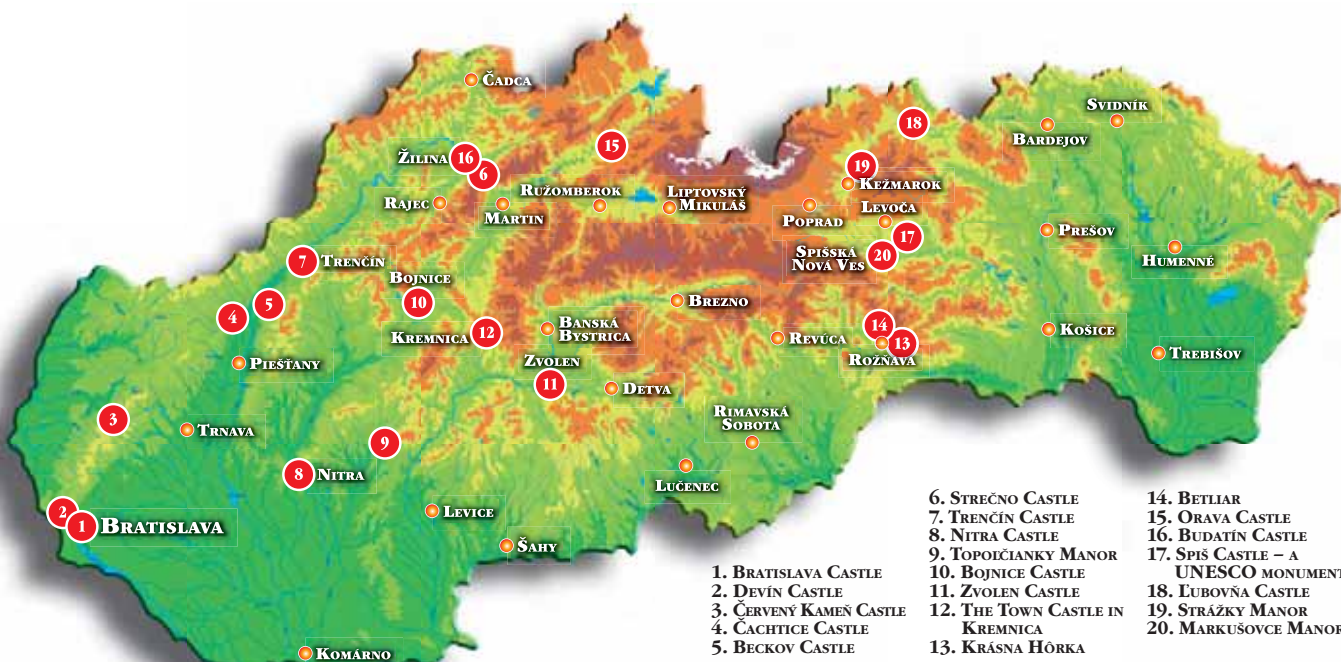 Čadca
Svidník
Bardejov
18
15
Žilina
16
6
19
Kežmarok
Ružomberok
Liptovský
Mikuláš
Rajec
Martin
Poprad
Levoča
17
Prešov
Spišská
Nová Ves
20
Humenné
7
Trenčín
Bojnice
10
5
4
Brezno
Kremnica
12
Banská
Bystrica
Revúca
14
13
Rožňava
Košice
Trebišov
Piešťany
Zvolen
11
Detva
3
Trnava
9
Rimavská
Sobota
8
Nitra
Lučenec
2
1
Bratislava
Levice
Šahy
Komárno
1. Bratislava Castle
2. Devín Castle
3. Červený Kameň Castle
4. Čachtice Castle
5. Beckov Castle
6. Strečno Castle
7. Trenčín Castle
8. Nitra Castle
9. Topoľčianky Manor
10. Bojnice Castle
11. Zvolen Castle
12. The Town Castle in
Kremnica
13. Krásna Hôrka
14. Betliar
15. Orava Castle
16. Budatín Castle
17. Spiš Castle – a
UNESCO monument
18. Ľubovňa Castle
19. Strážky Manor
20. Markušovce Manor